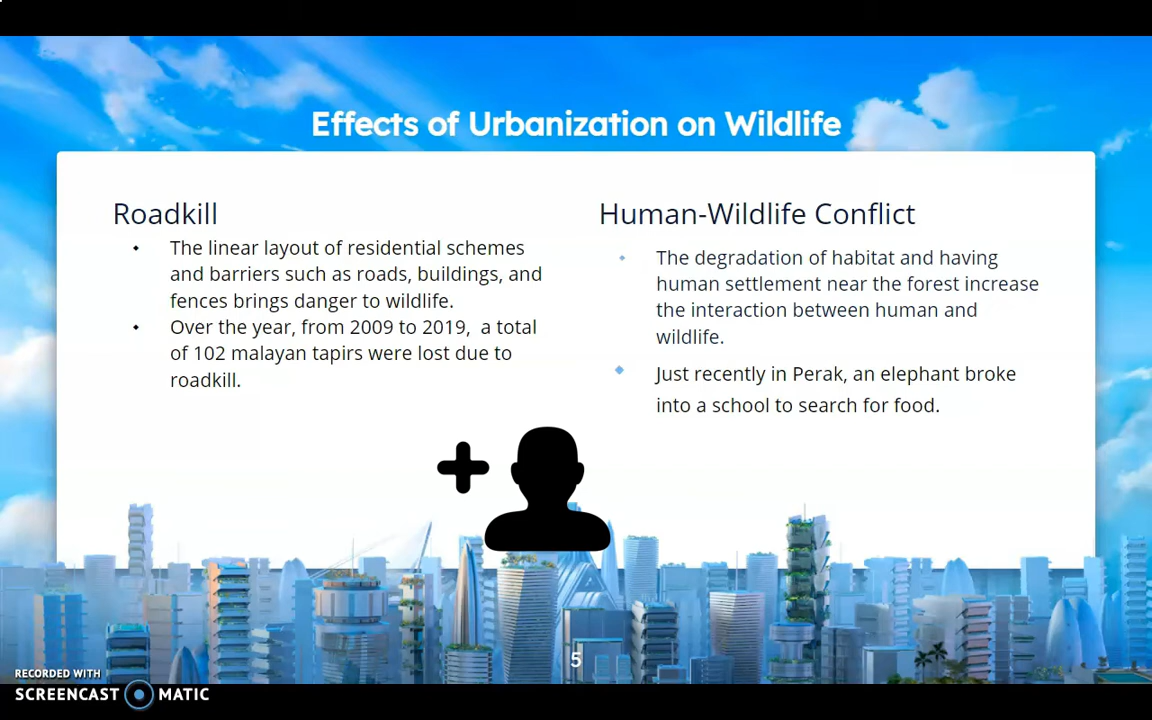 Effects of Urbanization on Wildlife
Roadkill
The linear layout of residential schemes
and barriers such as roads, buildings, and
fences brings danger to wildlife.
Over the year, from 2009 to 2019, a total
of 102 malayan tapirs were lost due to
roadkill.
Human-Wildlife Conflict
The degradation of habitat and having
human settlement near the forest increase
the interaction between human and
wildlife.
Just recently in Perak, an elephant broke
into a school to search for food.
5
RECORDED WITH
SCREENCAST MATIC